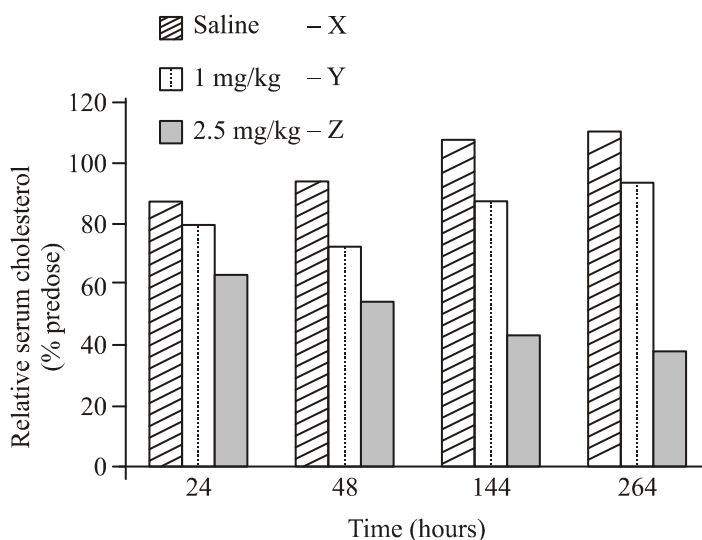 Saline – X
1 mg/kg – Y
2.5 mg/kg – Z
Relative serum cholesterol
(% predose)
120
100
80
60
40
20
0
24 48 144 264
Time (hours)